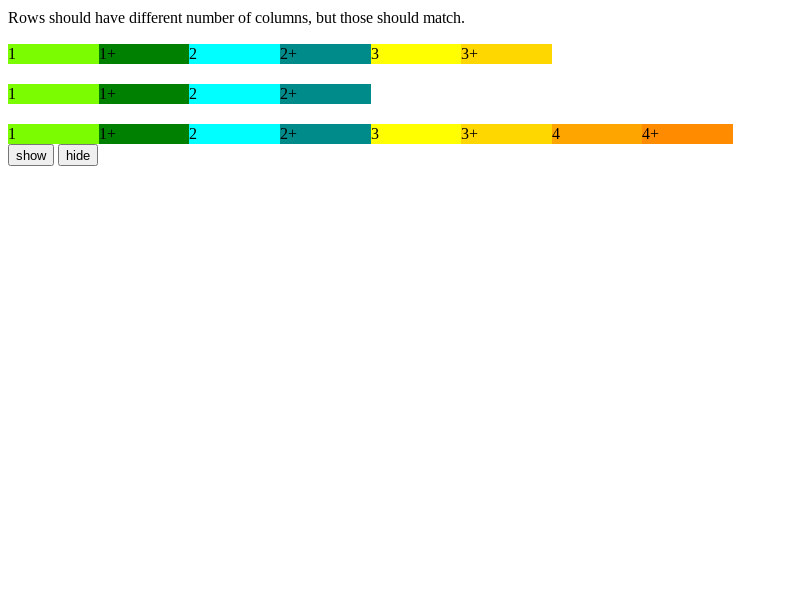 Rows should have different number of columns, but those should match.
1 1+ 2 2+ 3 3+
1 1+ 2 2+
1 1+ 2 2+ 3 3+ 4 4+
show hide